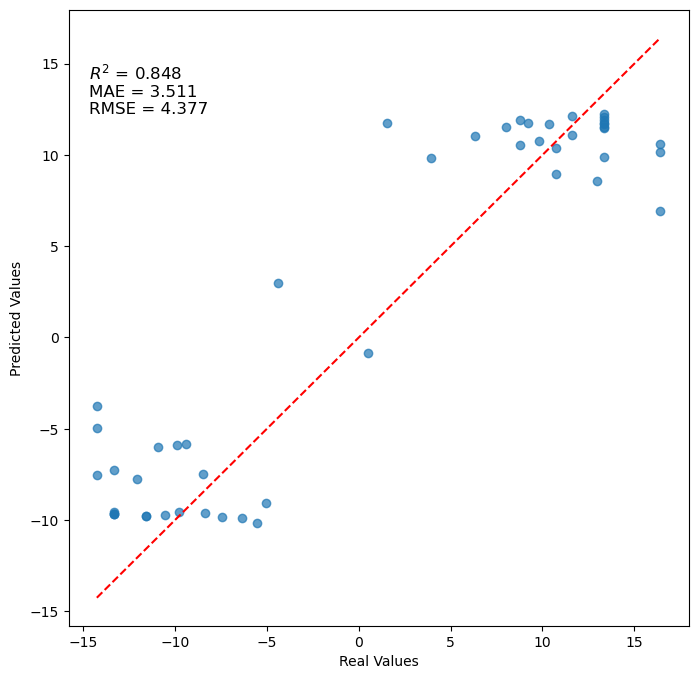 R² = 0.848
MAE = 3.511
RMSE = 4.377
15
10
5
0
−5
−10
−15
Predicted Values
−15 −10 −5 0 5 10 15
Real Values